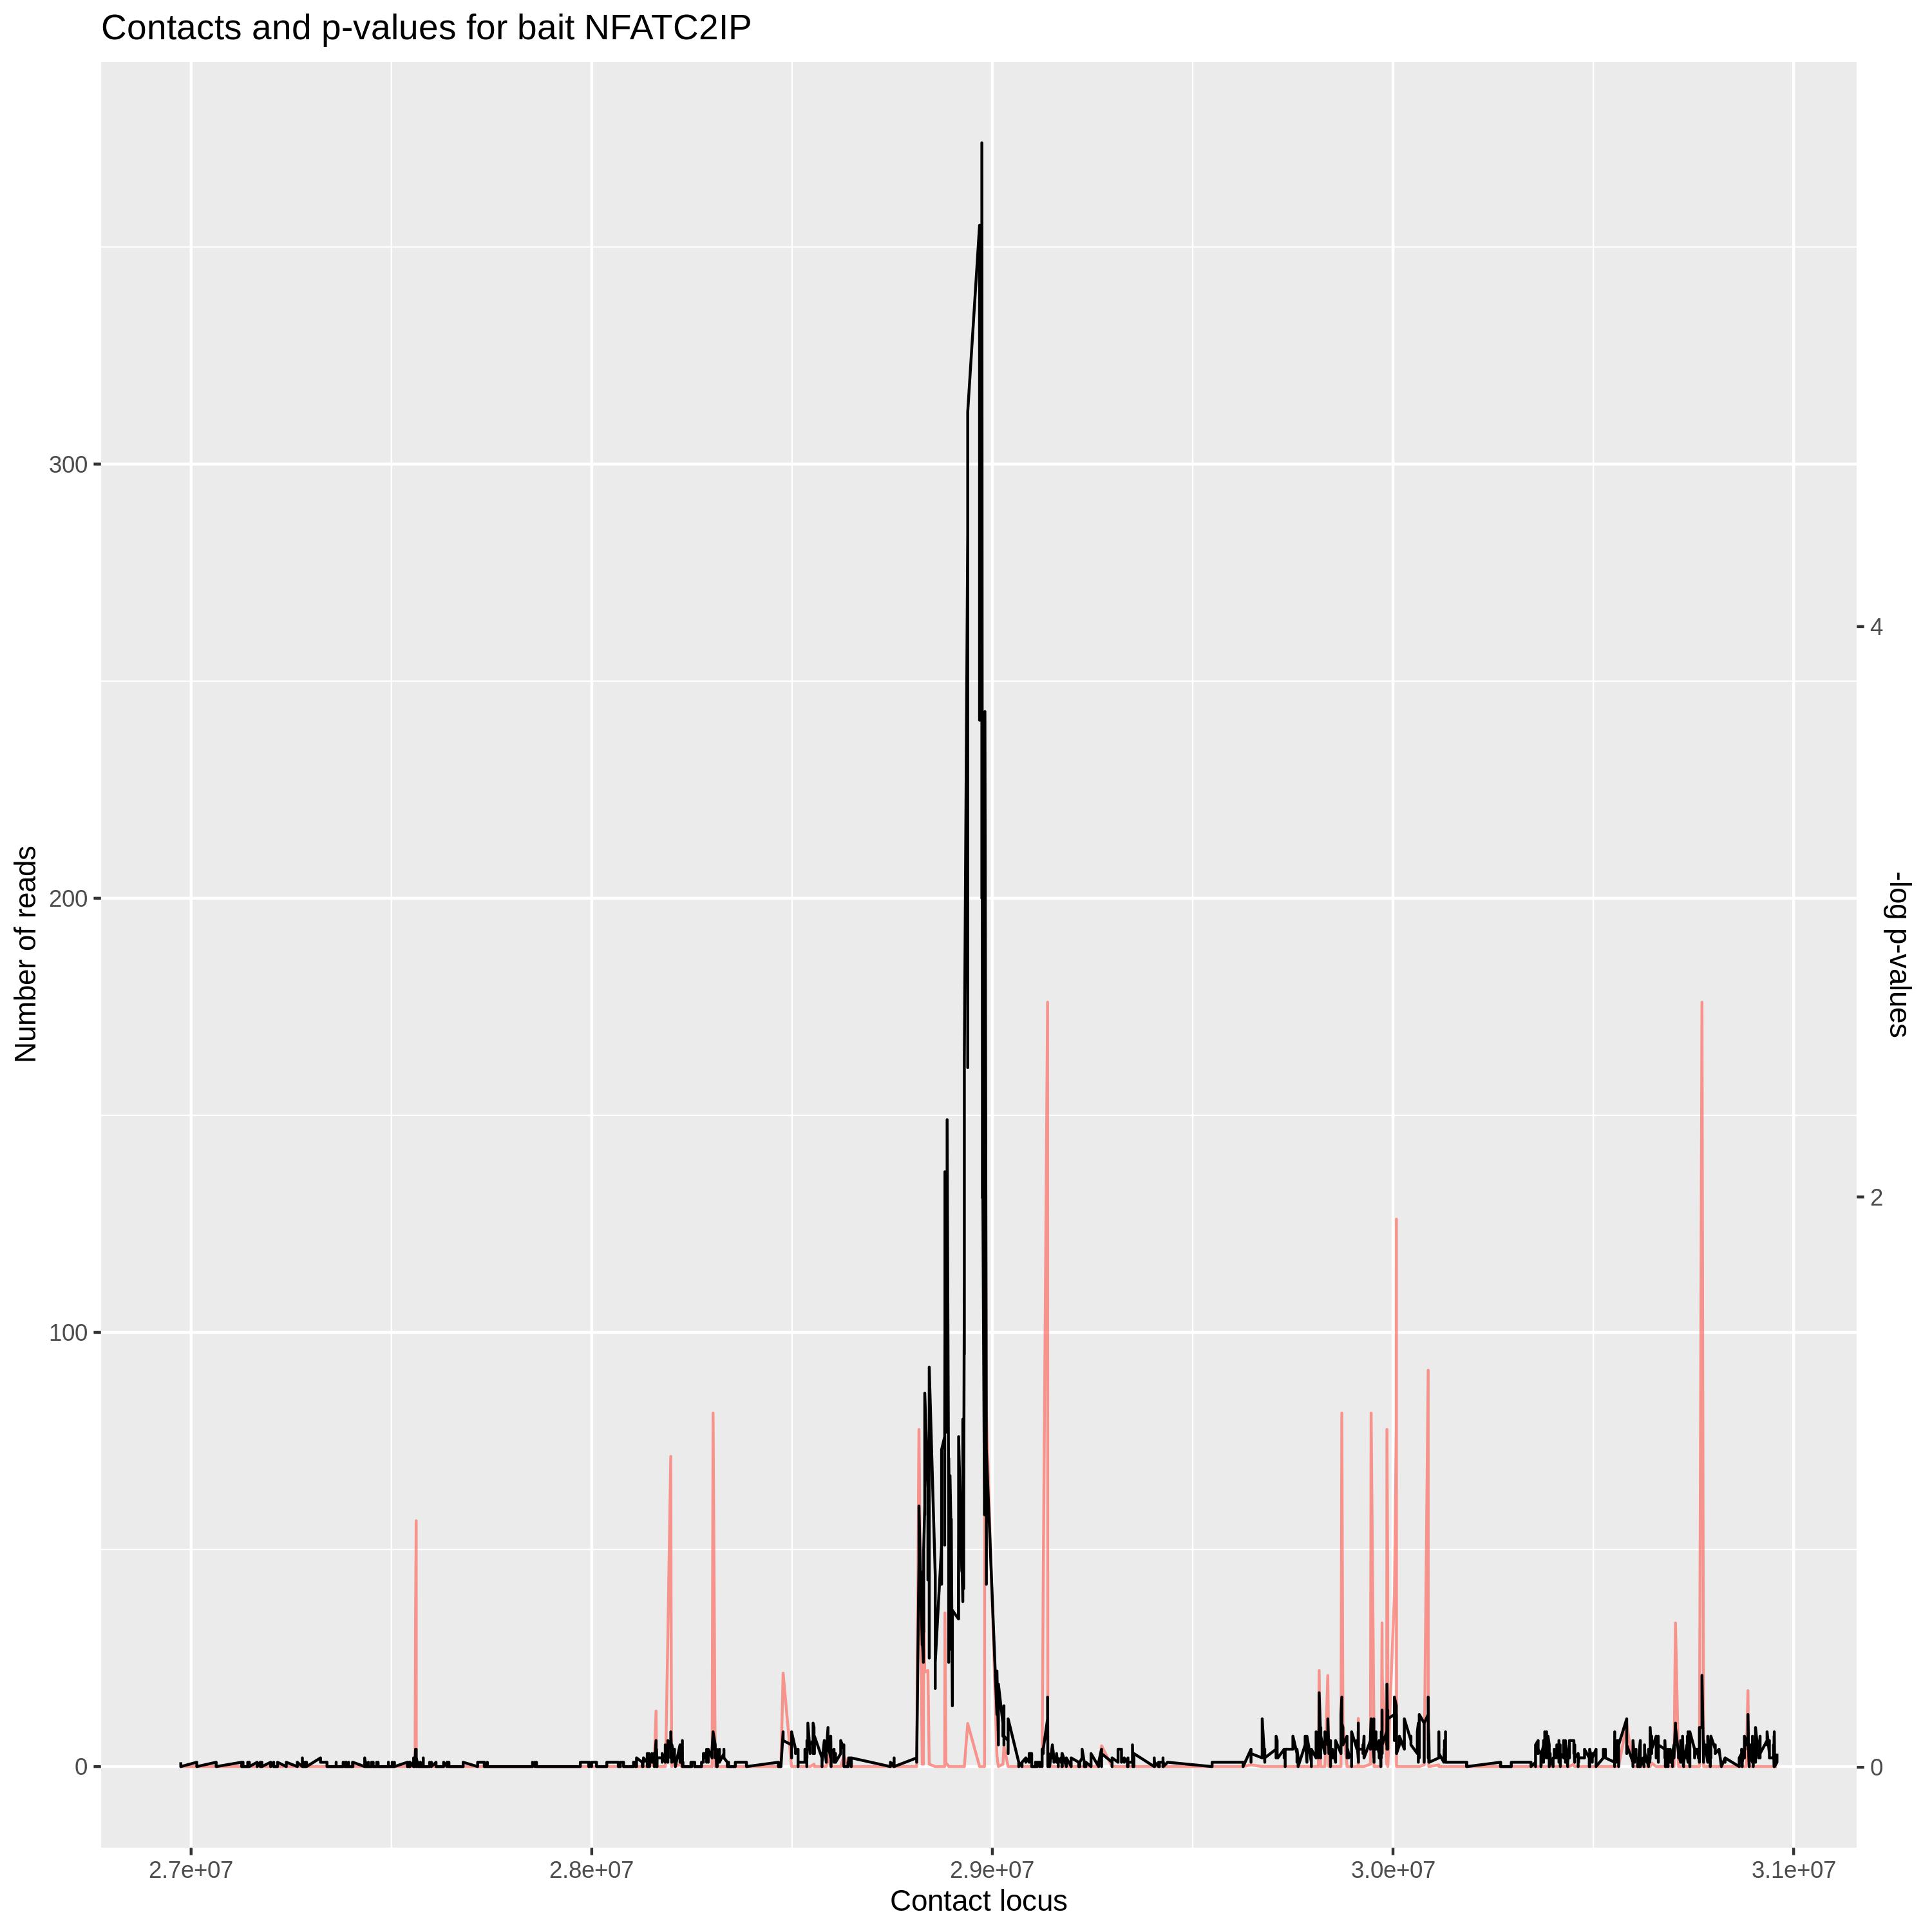 Contacts and p-values for bait NFATC2IP
Number of reads
300
200
100
0
4
2
0
-log p-values
2.7e+07
2.8e+07
2.9e+07
3.0e+07
3.1e+07
Contact locus